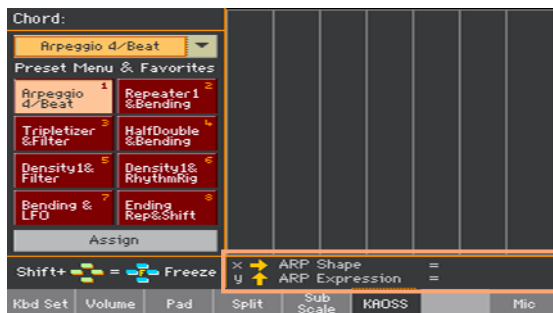 Chord:
Arpeggio 4/Beat
Preset Menu & Favorites
Arpeggio 1
4/Beat
Repeater1 2
&Bending
Tripletizer 3
&Filter
HalfDouble 4
&Bending
Density1& 5
Filter
Density1& 6
RhythmRig
Bending & 7
LFO
Ending 8
Rep&Shift
Assign
Shift+ = F Freeze
x ARP Shape =
y ARP Expression =
Kbd Set Volume Pad Split Sub Scale KAOSS Mic